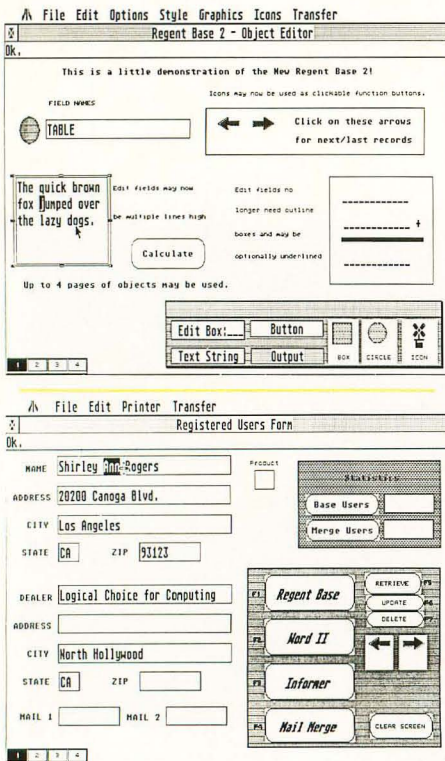 File Edit Options Style Graphics Icons Transfer
Regent Base 2 - Object Editor
Ok.
This is a little demonstration of the New Regent Base 2!
Icons may now be used as clickable function buttons.
FIELD NAMES
TABLE
Click on these arrows
for next/last records
The quick brown
fox jumped over
the lazy dogs.
Edit fields may now
be multiple lines high
Calculate
Edit fields no
longer need outline
boxes and may be
optionally underlined
------------
------------ +
------------
Up to 4 pages of objects may be used.
Edit Box:___ Button
Text String Output
BOX CIRCLE ICON
1 2 3 4
File Edit Printer Transfer
Registered Users Form
Ok.
NAME Shirley Ann Rogers
ADDRESS 20200 Canoga Blvd.
CITY Los Angeles
STATE CA ZIP 93123
Product
Statistics
Base Users
Merge Users
DEALER Logical Choice for Computing
ADDRESS
CITY North Hollywood
STATE CA ZIP
MAIL 1 MAIL 2
F1 Regent Base
F2 Word II
F3 Informer
F4 Mail Merge
RETRIEVE F5
UPDATE F6
DELETE F7
CLEAR SCREEN
1 2 3 4